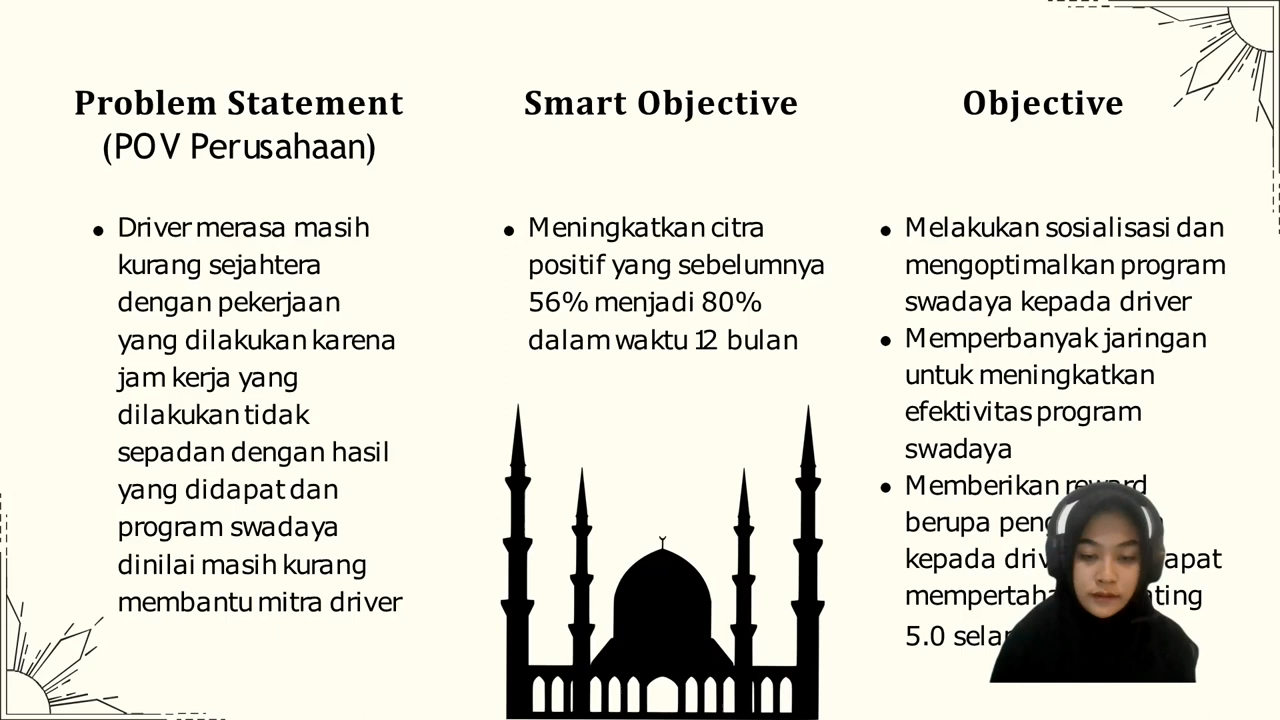 Problem Statement
(POV Perusahaan)
• Driver merasa masih
kurang sejahtera
dengan pekerjaan
yang dilakukan karena
jam kerja yang
dilakukan tidak
sepadan dengan hasil
yang didapat dan
program swadaya
dinilai masih kurang
membantu mitra driver
Smart Objective
• Meningkatkan citra
positif yang sebelumnya
56% menjadi 80%
dalam waktu 12 bulan
Objective
• Melakukan sosialisasi dan
mengoptimalkan program
swadaya kepada driver
• Memperbanyak jaringan
untuk meningkatkan
efektivitas program
swadaya
• Memberikan reward
berupa
kepada
5.0